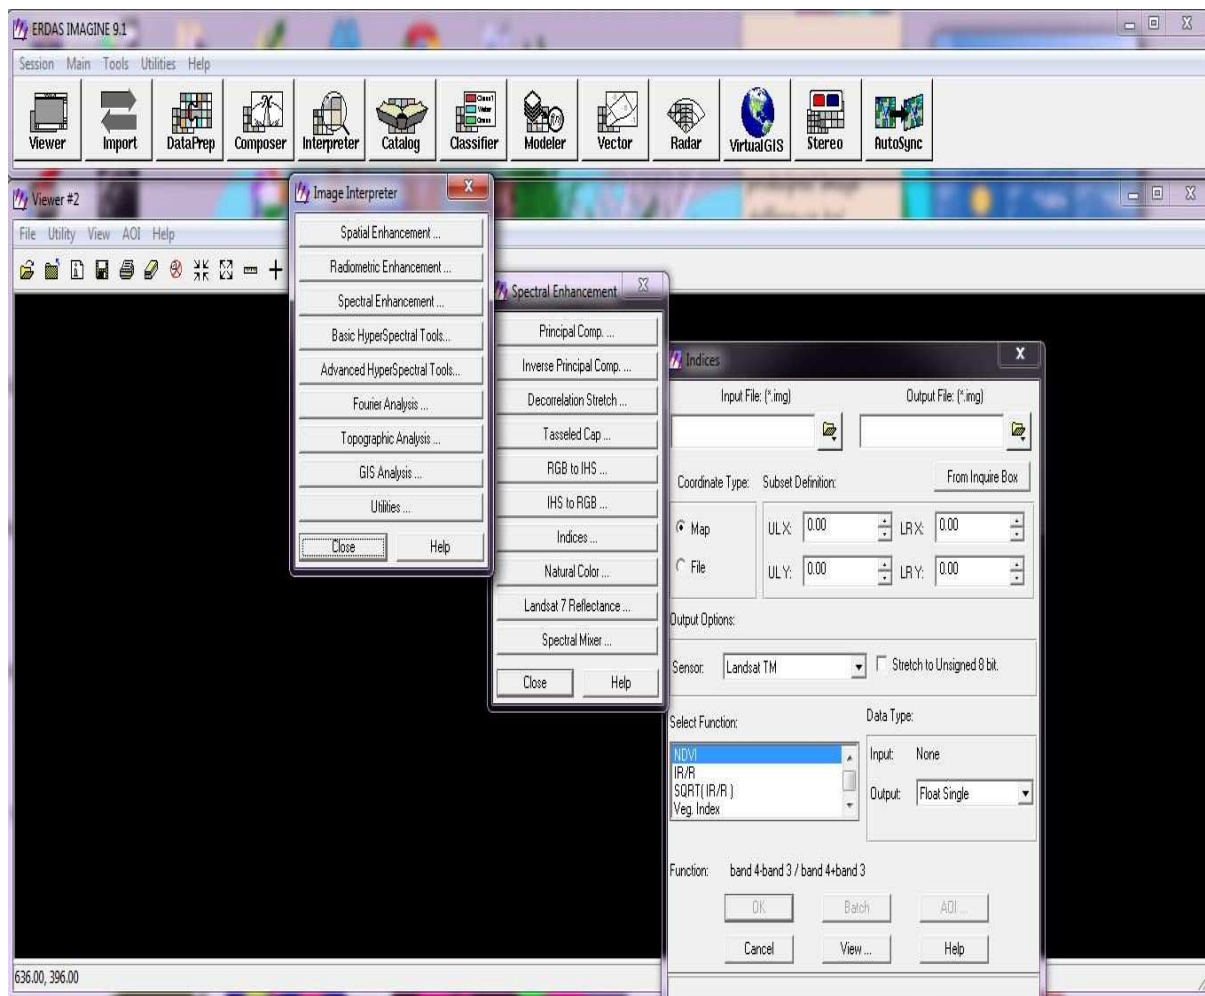 ERDAS IMAGINE 9.1
Session Main Tools Utilities Help
Viewer Import DataPrep Composer Interpreter Catalog Classifier Modeler Vector Radar VirtualGIS Stereo AutoSync
Class1
Water
Grass
Viewer #2
File Utility View AOI Help
Image Interpreter
Spatial Enhancement ...
Radiometric Enhancement ...
Spectral Enhancement ...
Basic HyperSpectral Tools...
Advanced HyperSpectral Tools...
Fourier Analysis ...
Topographic Analysis ...
GIS Analysis ...
Utilities ...
Close Help
Spectral Enhancement
Principal Comp. ...
Inverse Principal Comp. ...
Decorrelation Stretch ...
Tasseled Cap ...
RGB to IHS ...
IHS to RGB ...
Indices ...
Natural Color ...
Landsat 7 Reflectance ...
Spectral Mixer ...
Close Help
Indices
Input File: (*.img) Output File: (*.img)
Coordinate Type: Subset Definition: From Inquire Box
Map ULX: 0.00 LRX: 0.00
File ULY: 0.00 LRY: 0.00
Output Options:
Sensor: Landsat TM Stretch to Unsigned 8 bit.
Select Function: Data Type:
NDVI
IR/R
SQRT( IR/R )
Veg. Index
Input: None
Output: Float Single
Function: band 4-band 3 / band 4+band 3
OK Batch AOI ...
Cancel View ... Help
636.00, 396.00